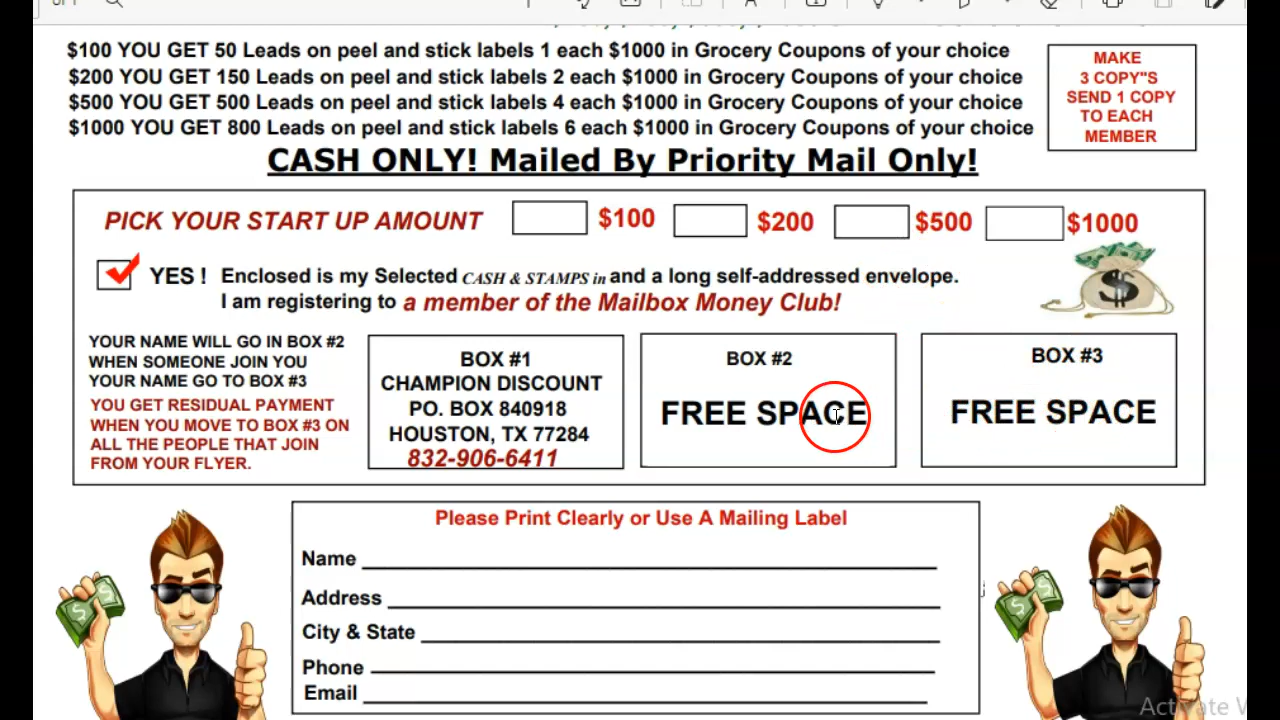 $100 YOU GET 50 Leads on peel and stick labels 1 each $1000 in Grocery Coupons of your choice
$200 YOU GET 150 Leads on peel and stick labels 2 each $1000 in Grocery Coupons of your choice
$500 YOU GET 500 Leads on peel and stick labels 4 each $1000 in Grocery Coupons of your choice
$1000 YOU GET 800 Leads on peel and stick labels 6 each $1000 in Grocery Coupons of your choice
MAKE
3 COPY"S
SEND 1 COPY
TO EACH
MEMBER
CASH ONLY! Mailed By Priority Mail Only!
PICK YOUR START UP AMOUNT $100 $200 $500 $1000
YES ! Enclosed is my Selected CASH & STAMPS in and a long self-addressed envelope.
I am registering to a member of the Mailbox Money Club!
YOUR NAME WILL GO IN BOX #2
WHEN SOMEONE JOIN YOU
YOUR NAME GO TO BOX #3
YOU GET RESIDUAL PAYMENT
WHEN YOU MOVE TO BOX #3 ON
ALL THE PEOPLE THAT JOIN
FROM YOUR FLYER.
BOX #1
CHAMPION DISCOUNT
PO. BOX 840918
HOUSTON, TX 77284
832-906-6411
BOX #2
FREE SPACE
BOX #3
FREE SPACE
Please Print Clearly or Use A Mailing Label
Name
Address
City & State
Phone
Email
Activate